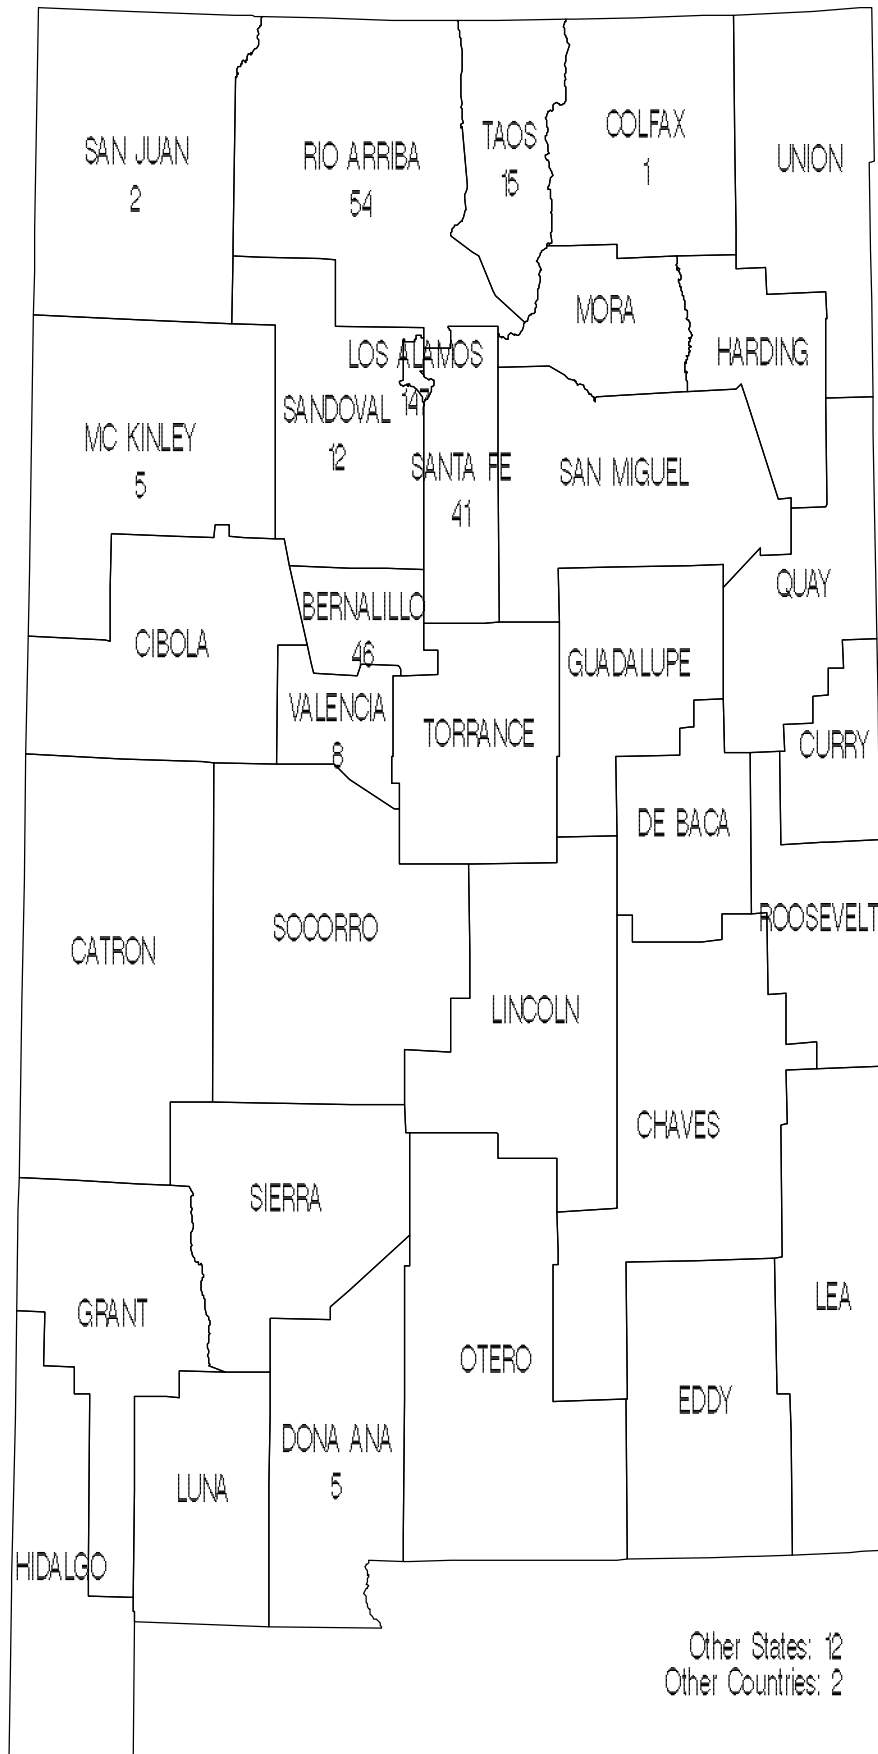 SAN JUAN
2
RIO ARRIBA
54
TAOS
15
COLFAX
1
UNION
MORA
HARDING
LOS ALAMOS
147
SANDOVAL
12
MC KINLEY
5
SANTA FE
41
SAN MIGUEL
QUAY
CIBOLA
BERNALILLO
46
GUADALUPE
VALENCIA
8
TORRANCE
CURRY
DE BACA
ROOSEVELT
CATRON
SOCORRO
LINCOLN
CHAVES
SIERRA
GRANT
LEA
OTERO
EDDY
DONA ANA
5
LUNA
HIDALGO
Other States: 12
Other Countries: 2